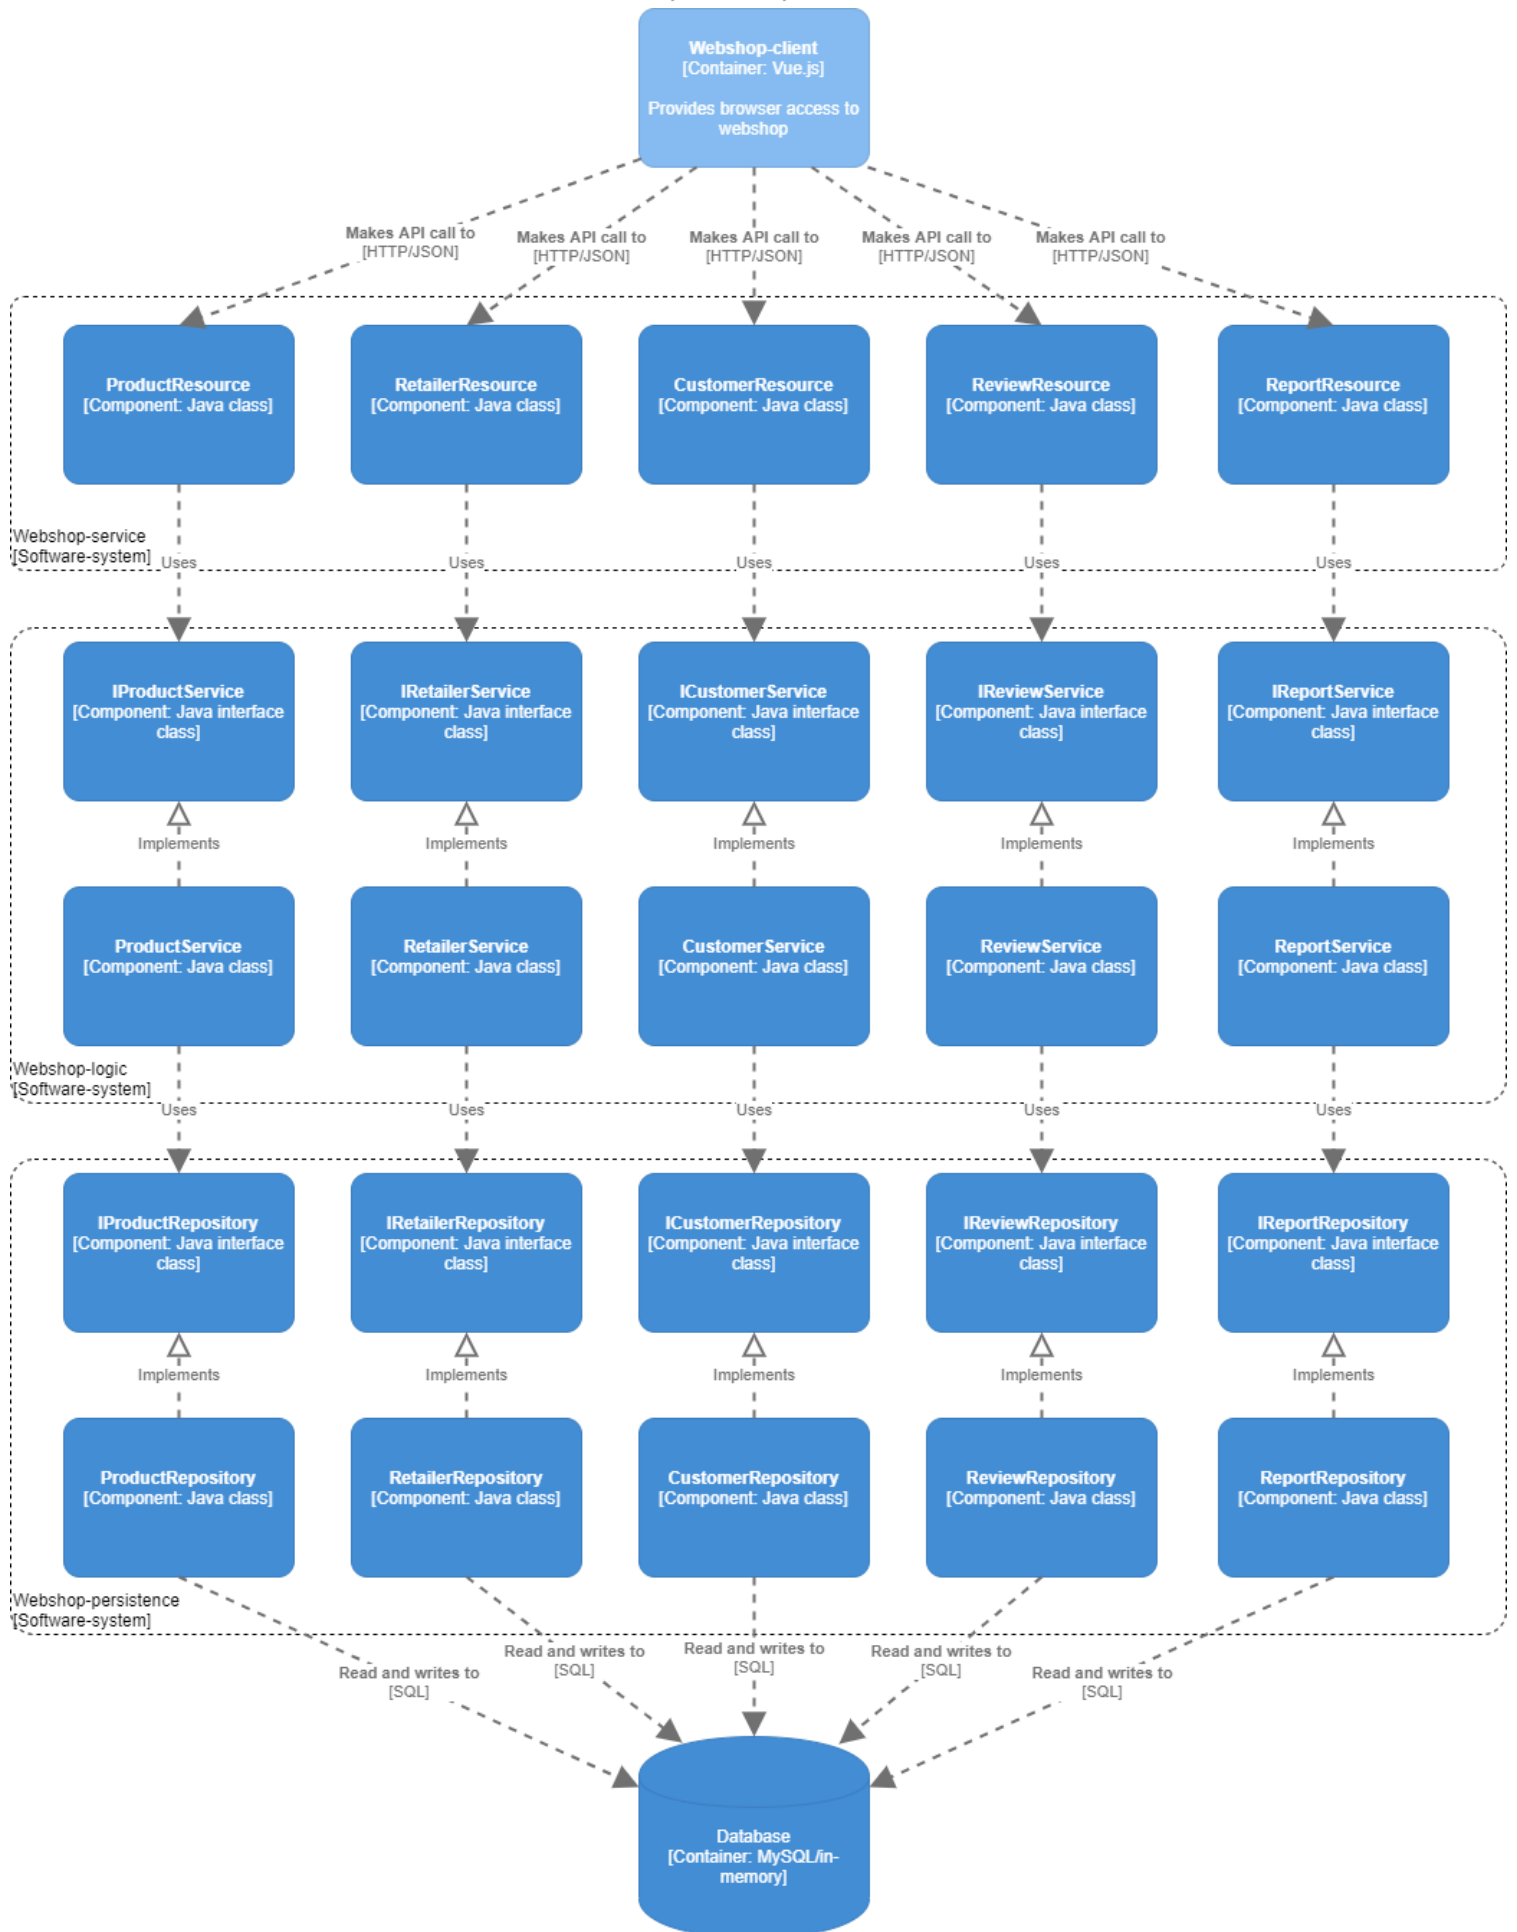 Webshop-client
[Container: Vue.js]
Provides browser access to
webshop
Makes API call to
[HTTP/JSON]
Makes API call to
[HTTP/JSON]
Makes API call to
[HTTP/JSON]
Makes API call to
[HTTP/JSON]
Makes API call to
[HTTP/JSON]
ProductResource
[Component: Java class]
RetailerResource
[Component: Java class]
CustomerResource
[Component: Java class]
ReviewResource
[Component: Java class]
ReportResource
[Component: Java class]
Webshop-service
[Software-system]
Uses
Uses
Uses
Uses
Uses
IProductService
[Component: Java interface
class]
IRetailerService
[Component: Java interface
class]
ICustomerService
[Component: Java interface
class]
IReviewService
[Component: Java interface
class]
IReportService
[Component: Java interface
class]
Implements
Implements
Implements
Implements
Implements
ProductService
[Component: Java class]
RetailerService
[Component: Java class]
CustomerService
[Component: Java class]
ReviewService
[Component: Java class]
ReportService
[Component: Java class]
Webshop-logic
[Software-system]
Uses
Uses
Uses
Uses
Uses
IProductRepository
[Component: Java interface
class]
IRetailerRepository
[Component: Java interface
class]
ICustomerRepository
[Component: Java interface
class]
IReviewRepository
[Component: Java interface
class]
IReportRepository
[Component: Java interface
class]
Implements
Implements
Implements
Implements
Implements
ProductRepository
[Component: Java class]
RetailerRepository
[Component: Java class]
CustomerRepository
[Component: Java class]
ReviewRepository
[Component: Java class]
ReportRepository
[Component: Java class]
Webshop-persistence
[Software-system]
Read and writes to
[SQL]
Read and writes to
[SQL]
Read and writes to
[SQL]
Read and writes to
[SQL]
Read and writes to
[SQL]
Database
[Container: MySQL/in-
memory]